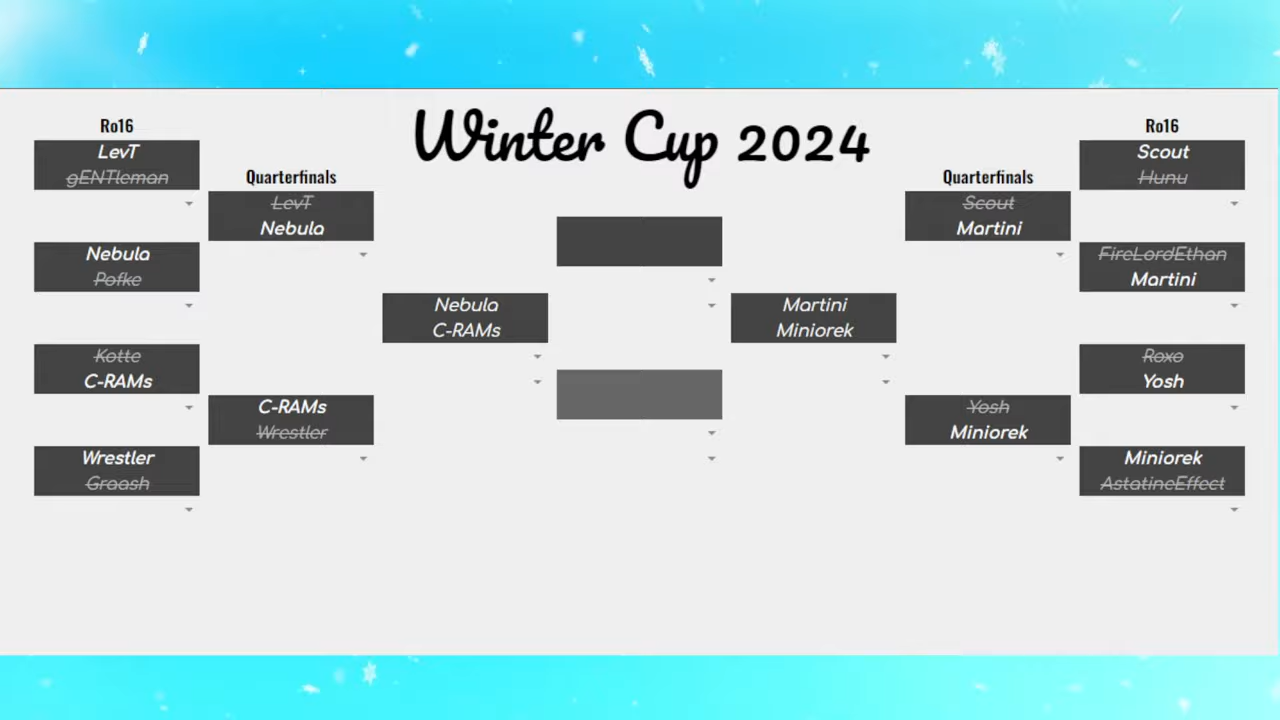 Winter Cup 2024
Ro16
LevT
gENTleman
Nebula
Pofke
Kotte
C-RAMs
Wrestler
Graash
Quarterfinals
LevT
Nebula
C-RAMs
Wrestler
Nebula
C-RAMs
Martini
Miniorek
Quarterfinals
Scout
Martini
Yosh
Miniorek
Ro16
Scout
Hunu
FireLordEthan
Martini
Roxo
Yosh
Miniorek
AstatineEffect